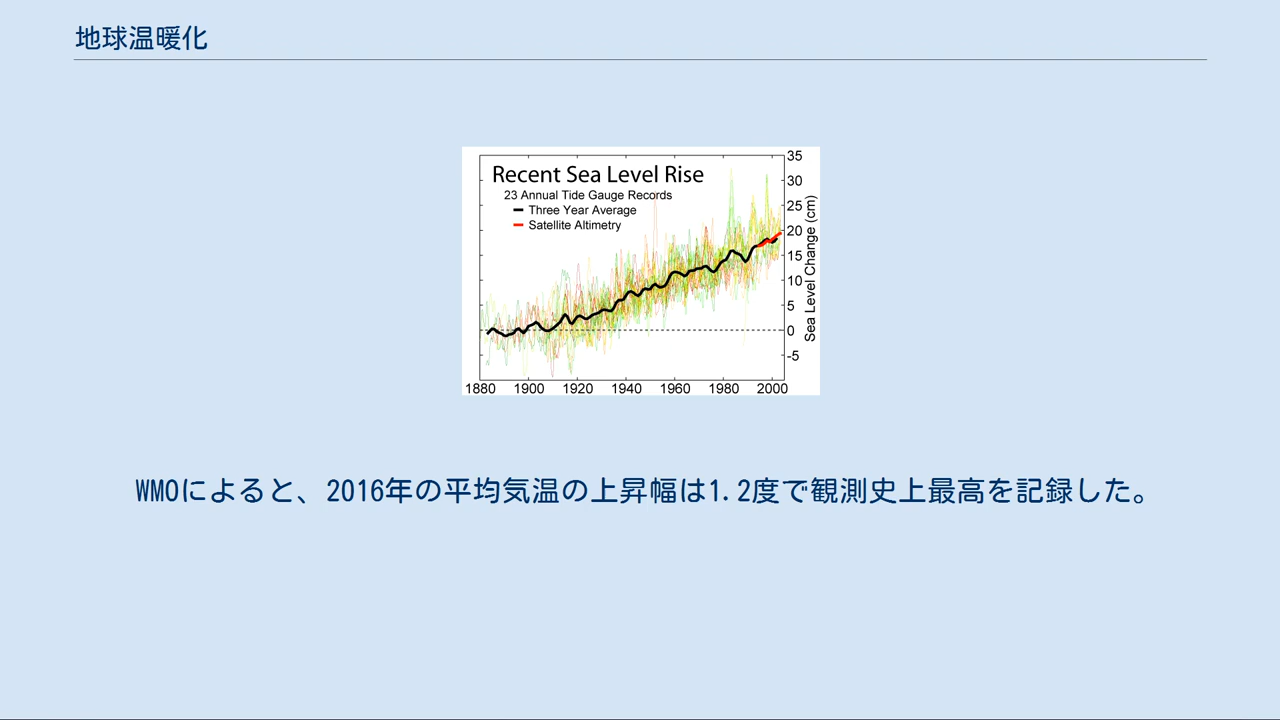 地球温暖化
Recent Sea Level Rise
23 Annual Tide Gauge Records
Three Year Average
Satellite Altimetry
35
30
25
20
15
10
5
0
-5
Sea Level Change (cm)
1880 1900 1920 1940 1960 1980 2000
WMOによると、2016年の平均気温の上昇幅は1.2度で観測史上最高を記録した。